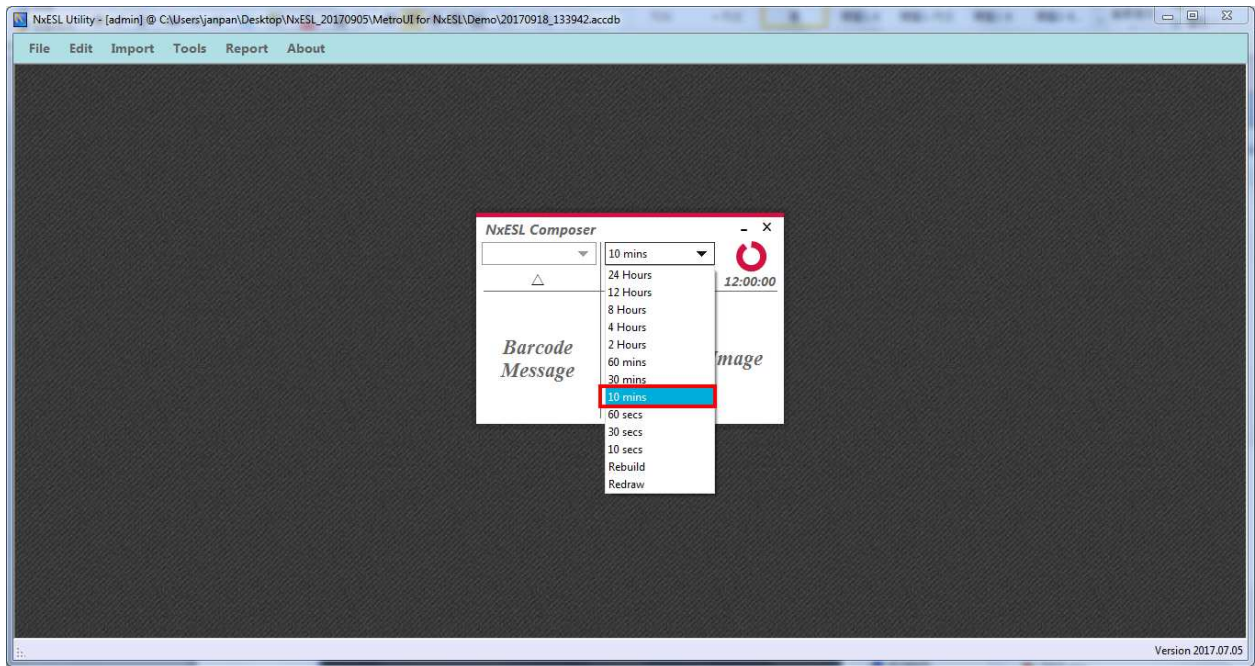 NxESL Utility - [admin] @ C:\Users\janpan\Desktop\NxESL_20170905\MetroUI for NxESL\Demo\20170918_133942.accdb
File Edit Import Tools Report About
NxESL Composer
10 mins
24 Hours
12:00:00
12 Hours
8 Hours
4 Hours
Barcode
Message
2 Hours
60 mins
mage
30 mins
10 mins
60 secs
30 secs
10 secs
Rebuild
Redraw
Version 2017.07.05